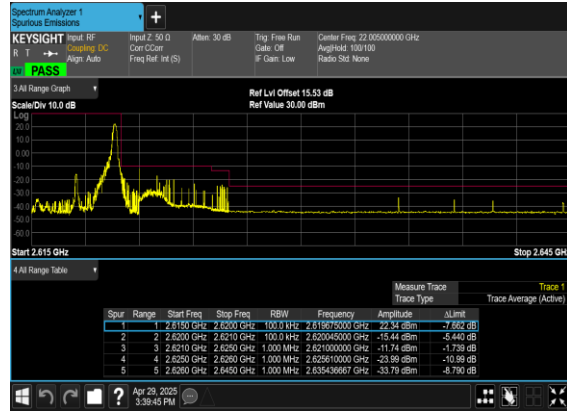 Spectrum Analyzer 1
Spurious Emissions
KEYSIGHT Input: RF Input Z: 50 Ω Atten: 30 dB Trig: Free Run Center Freq: 22.005000000 GHz
R T Coupling: DC Corr CCorr Gate: Off Avg|Hold: 100/100
Align: Auto Freq Ref: Int (S) IF Gain: Low Radio Std: None
PASS
3 All Range Graph
Ref Lvl Offset 15.53 dB
Scale/Div 10.0 dB Ref Value 30.00 dBm
Log
20.0
10.0
0.00
-10.0
-20.0
-30.0
-40.0
-50.0
-60.0
Start 2.615 GHz Stop 2.645 GH
4 All Range Table
Measure Trace Trace 1
Trace Type Trace Average (Active)
Spur Range Start Freq Stop Freq RBW Frequency Amplitude ΔLimit
1 1 2.6150 GHz 2.6200 GHz 100.0 kHz 2.619675000 GHz 22.34 dBm -7.662 dB
2 2 2.6200 GHz 2.6210 GHz 100.0 kHz 2.620045000 GHz -15.44 dBm -5.440 dB
3 3 2.6210 GHz 2.6250 GHz 1.000 MHz 2.621000000 GHz -11.74 dBm -1.739 dB
4 4 2.6250 GHz 2.6260 GHz 1.000 MHz 2.625610000 GHz -23.99 dBm -10.99 dB
5 5 2.6260 GHz 2.6450 GHz 1.000 MHz 2.635436667 GHz -33.79 dBm -8.790 dB
? Apr 29, 2025
3:39:45 PM